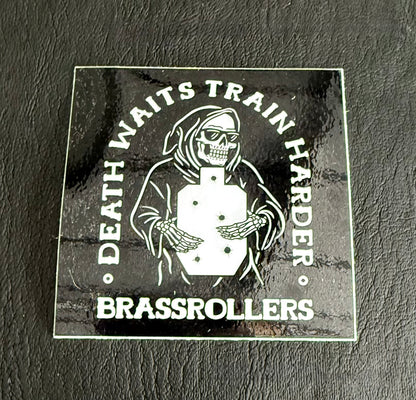 DEATH WAITS TRAIN HARDER
BRASSROLLERS